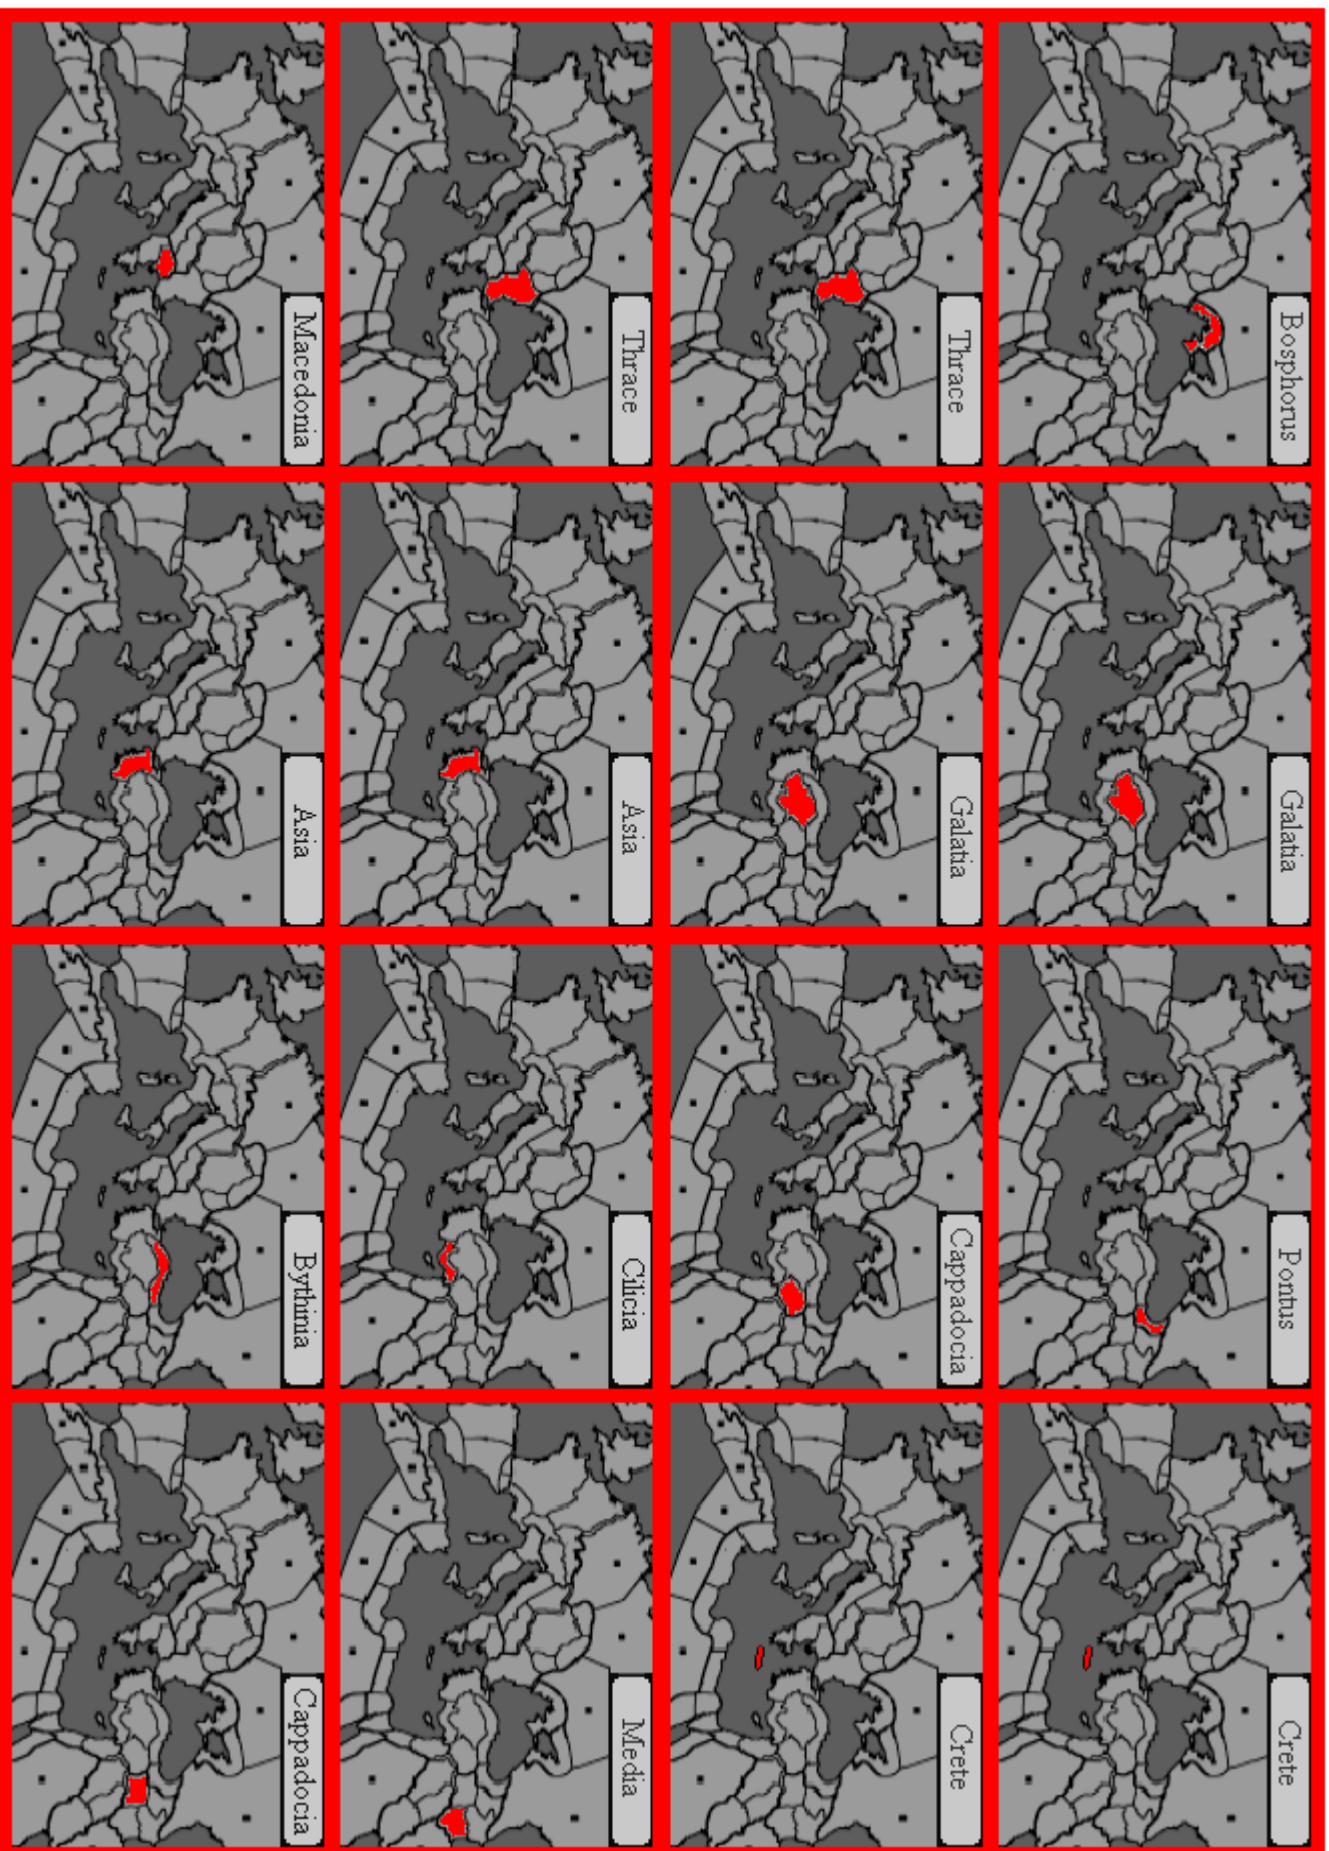 Bosphorus
Galatia
Pontus
Crete
Thrace
Galatia
Cappadocia
Crete
Thrace
Asia
Cilicia
Media
Macedonia
Asia
Bythinia
Cappadocia